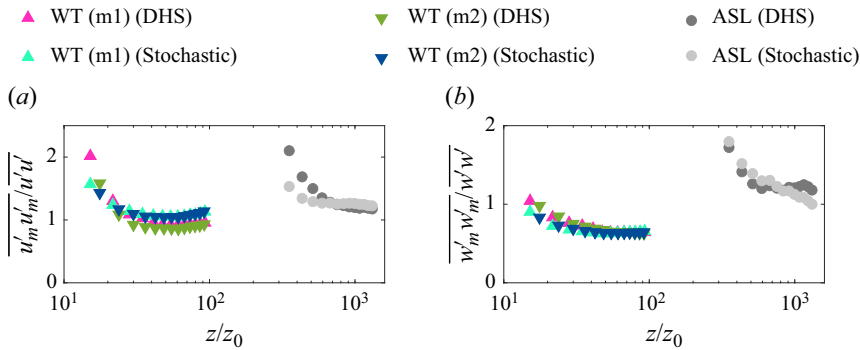 WT (m1) (DHS) WT (m2) (DHS) ASL (DHS)
WT (m1) (Stochastic) WT (m2) (Stochastic) ASL (Stochastic)
(a) (b)
2 2
1 1
0 0
10¹ 10² 10³ 10¹ 10² 10³
u′ₘu′ₘ/u′u′ w′ₘw′ₘ/w′w′
z/z₀ z/z₀